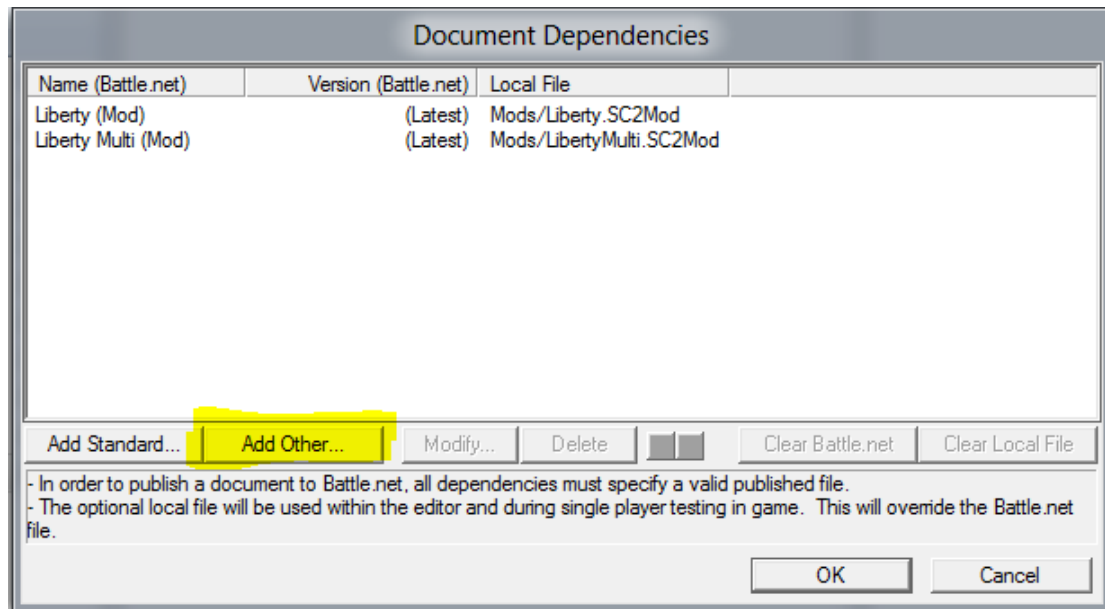 Document Dependencies
Name (Battle.net) Version (Battle.net) Local File
Liberty (Mod) (Latest) Mods/Liberty.SC2Mod
Liberty Multi (Mod) (Latest) Mods/LibertyMulti.SC2Mod
Add Standard... Add Other... Modify... Delete Clear Battle.net Clear Local File
- In order to publish a document to Battle.net, all dependencies must specify a valid published file.
- The optional local file will be used within the editor and during single player testing in game. This will override the Battle.net
file.
OK Cancel